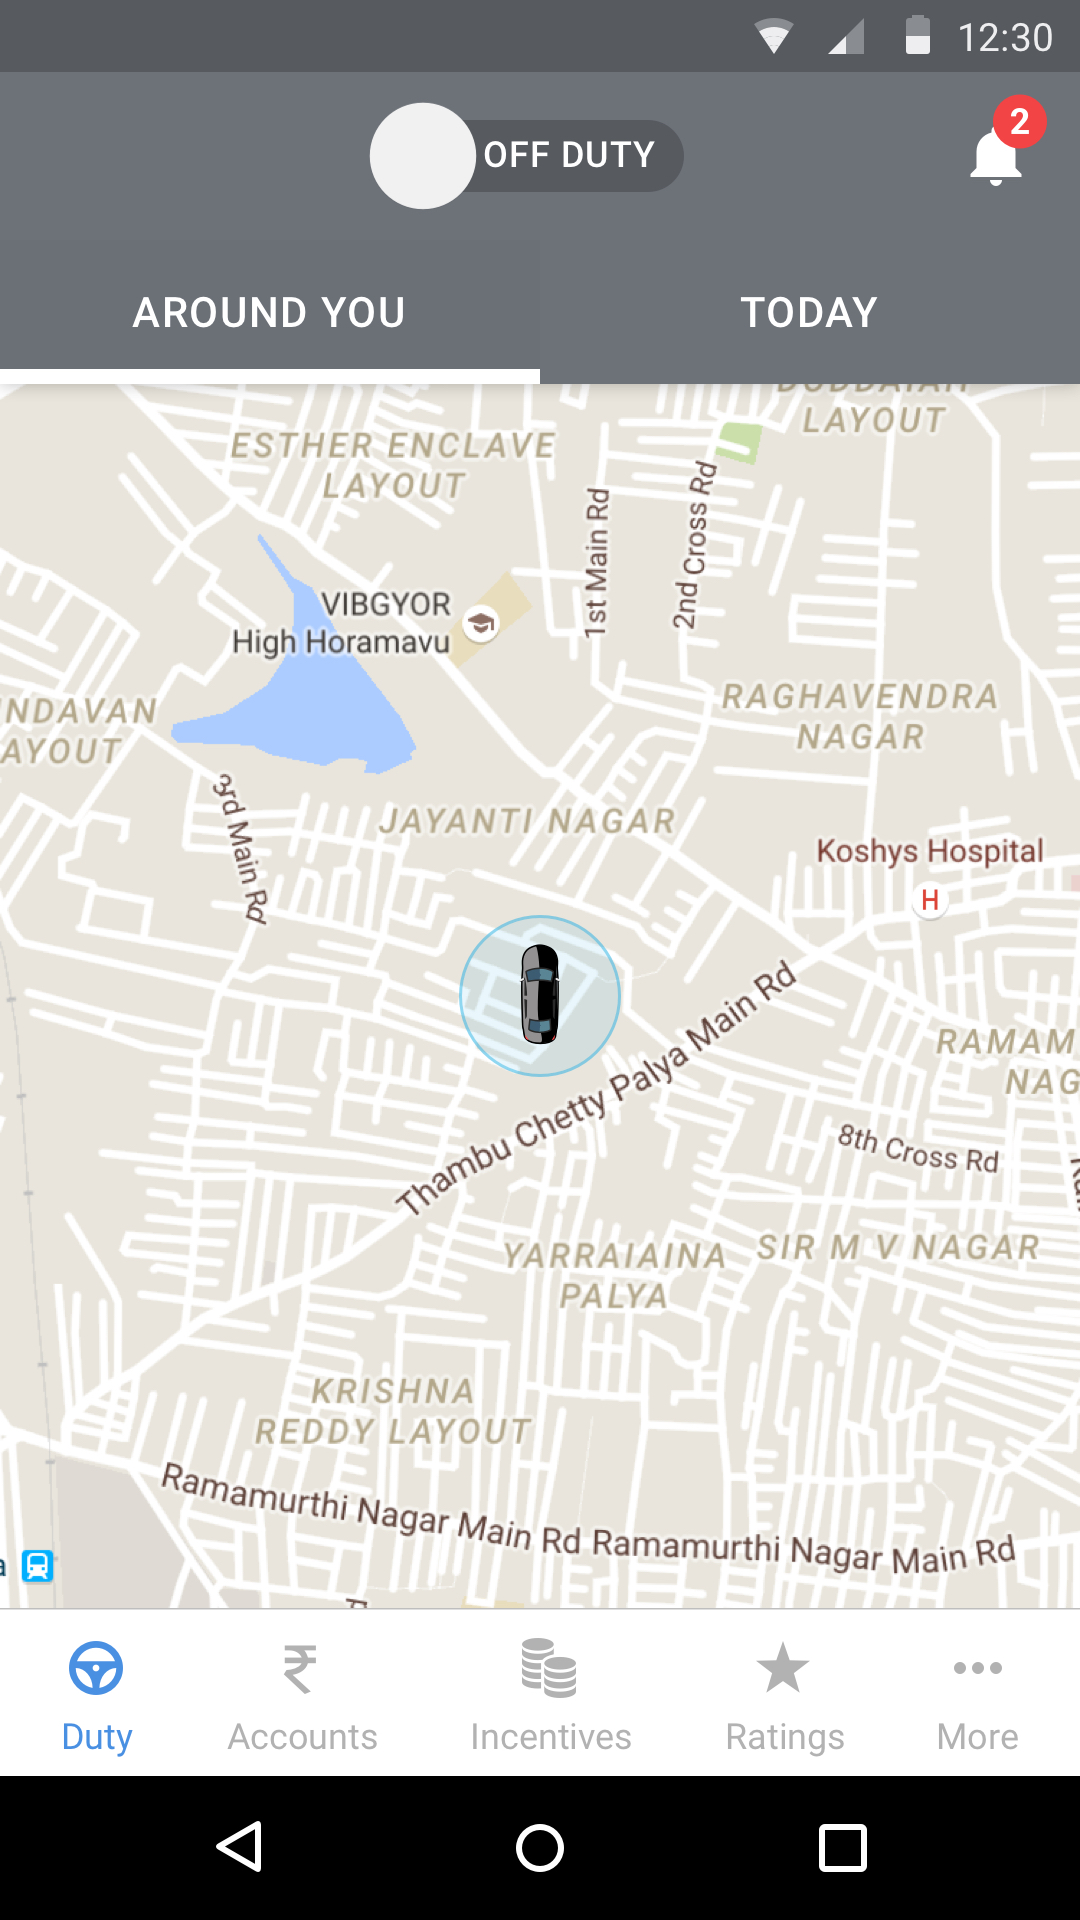 12:30
OFF DUTY
2
AROUND YOU
TODAY
DODDAIAH
LAYOUT
ESTHER ENCLAVE
LAYOUT
1st Main Rd
2nd Cross Rd
VIBGYOR
High Horamavu
NDAVAN
AYOUT
RAGHAVENDRA
NAGAR
3rd Main Rd
JAYANTI NAGAR
Koshys Hospital
H
Thambu Chetty Palya Main Rd
RAMAM
NAG
8th Cross Rd
YARRAIAINA
PALYA
SIR M V NAGAR
KRISHNA
REDDY LAYOUT
Ramamurthi Nagar Main Rd
Ramamurthi Nagar Main Rd
a
Duty
Accounts
Incentives
Ratings
More